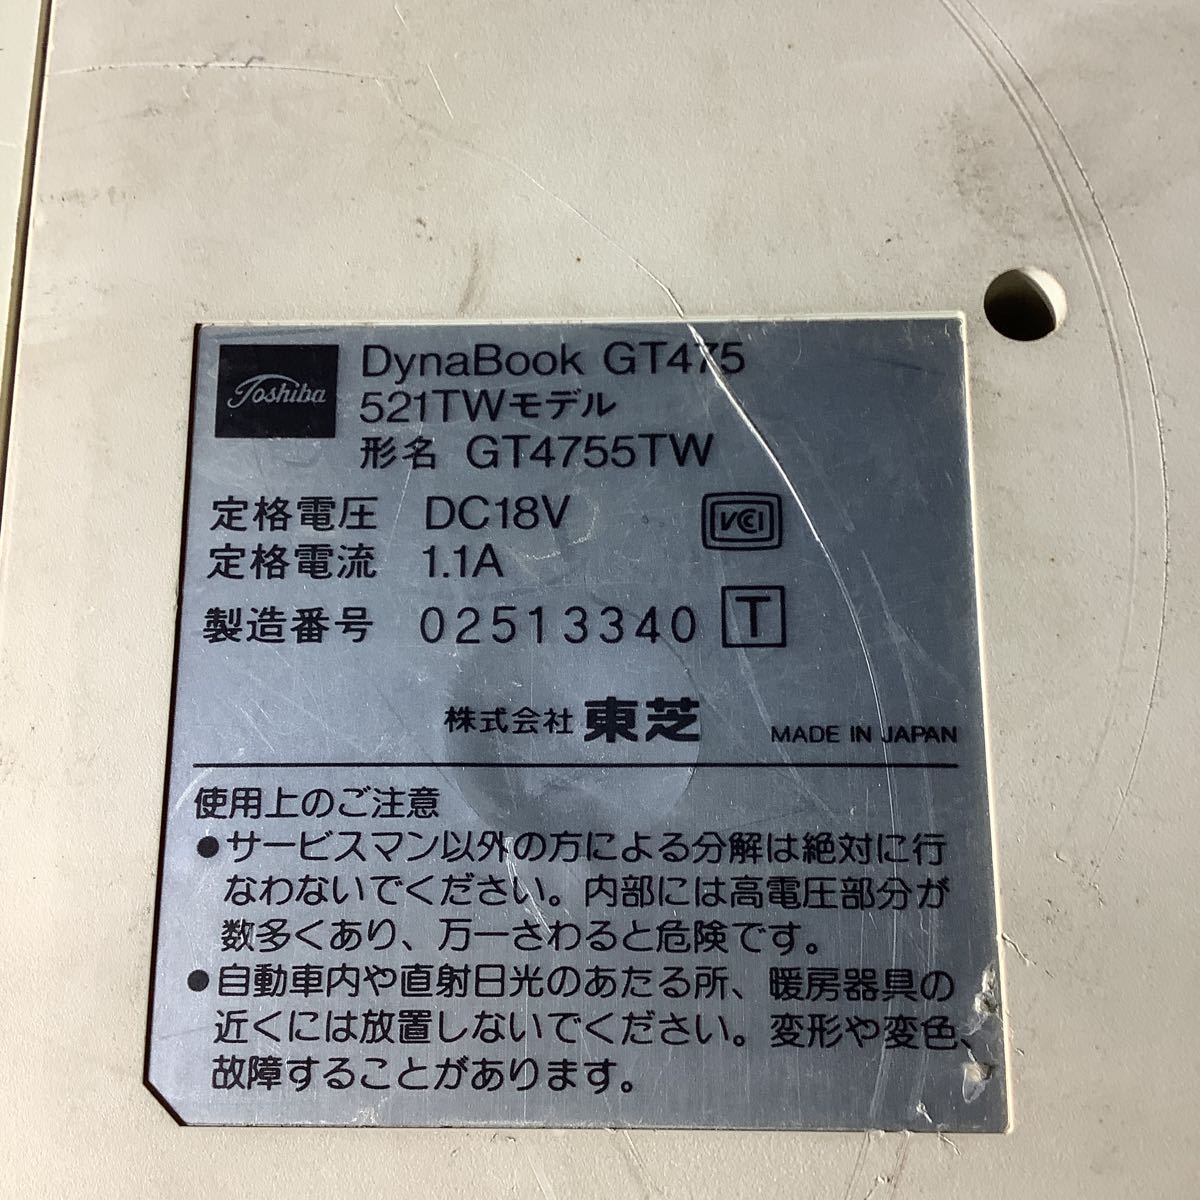 Toshiba
DynaBook GT475
521TWモデル
形名 GT4755TW
定格電圧 DC18V
VCCI
定格電流 1.1A
製造番号 02513340 T
株式会社 東芝 MADE IN JAPAN
使用上のご注意
●サービスマン以外の方による分解は絶対に行
なわないでください。内部には高電圧部分が
数多くあり、万一さわると危険です。
●自動車内や直射日光のあたる所、暖房器具の
近くには放置しないでください。変形や変色、
故障することがあります。